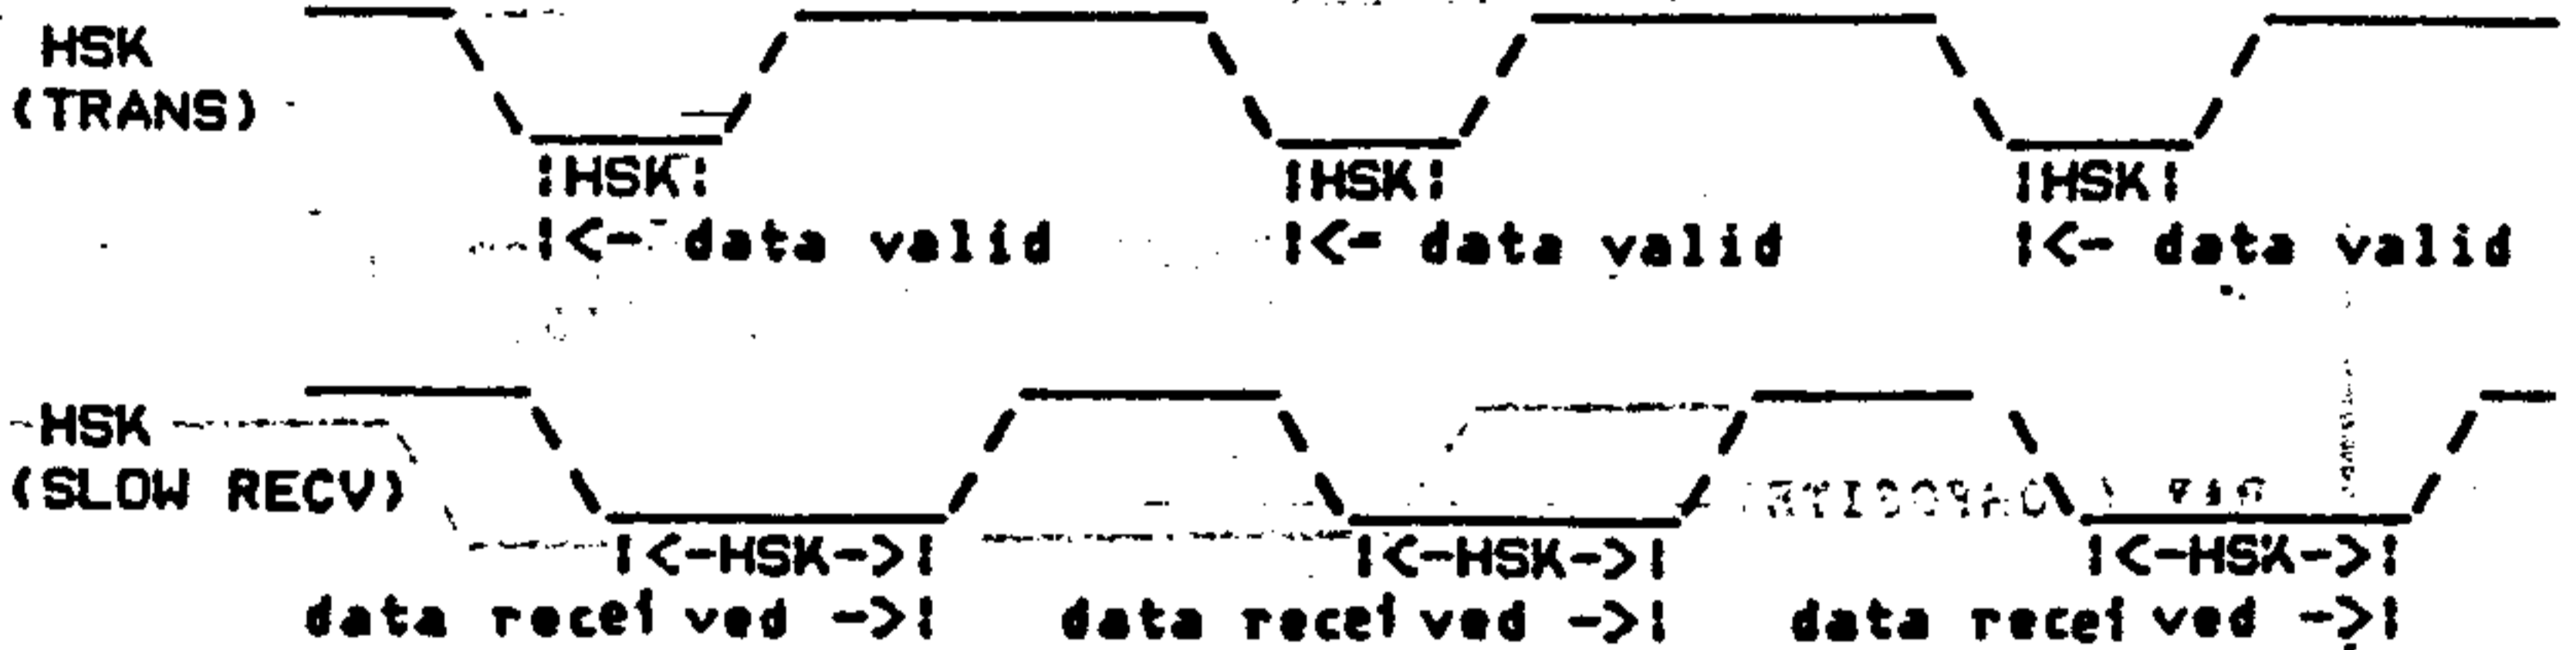 HSK
(TRANS)
|HSK| |HSK| |HSK|
|<- data valid |<- data valid |<- data valid
HSK
(SLOW RECV)
|<-HSK->| |<-HSK->| |<-HSK->|
data received ->| data received ->| data received ->|